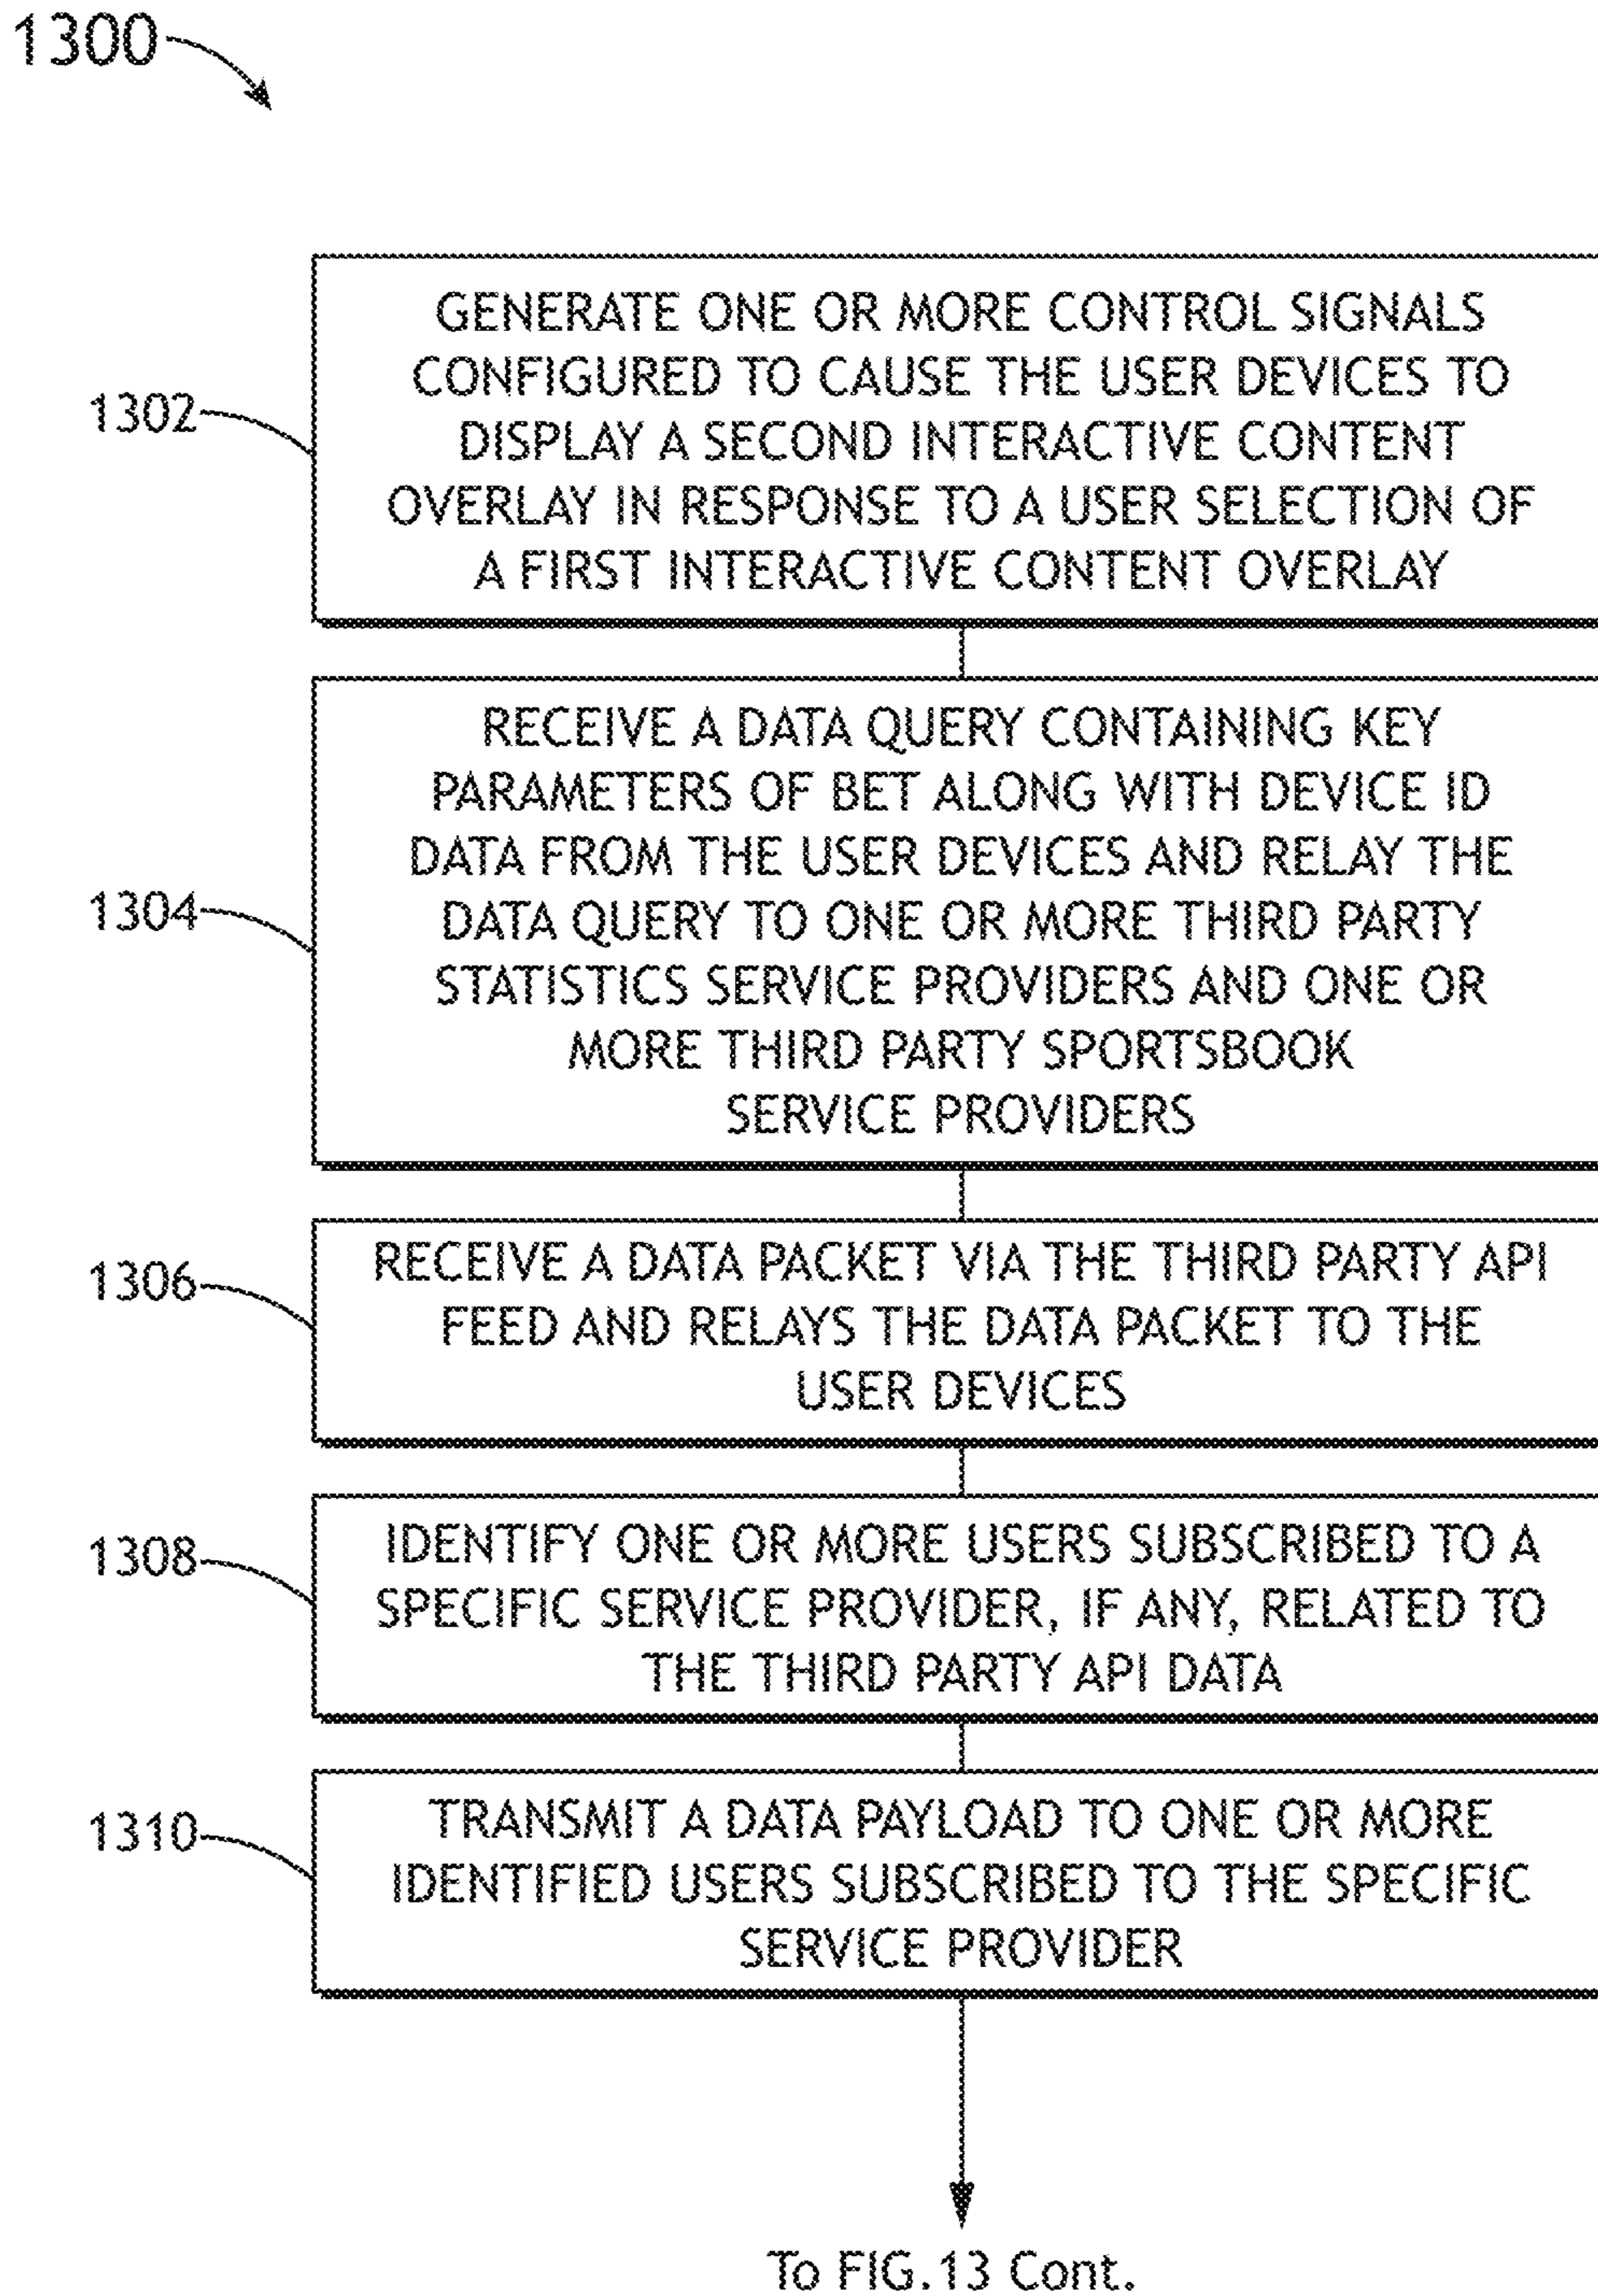 1300
GENERATE ONE OR MORE CONTROL SIGNALS
CONFIGURED TO CAUSE THE USER DEVICES TO
DISPLAY A SECOND INTERACTIVE CONTENT
OVERLAY IN RESPONSE TO A USER SELECTION OF
A FIRST INTERACTIVE CONTENT OVERLAY
1302
RECEIVE A DATA QUERY CONTAINING KEY
PARAMETERS OF BET ALONG WITH DEVICE ID
DATA FROM THE USER DEVICES AND RELAY THE
DATA QUERY TO ONE OR MORE THIRD PARTY
STATISTICS SERVICE PROVIDERS AND ONE OR
MORE THIRD PARTY SPORTSBOOK
SERVICE PROVIDERS
1304
RECEIVE A DATA PACKET VIA THE THIRD PARTY API
FEED AND RELAYS THE DATA PACKET TO THE
USER DEVICES
1306
IDENTIFY ONE OR MORE USERS SUBSCRIBED TO A
SPECIFIC SERVICE PROVIDER, IF ANY, RELATED TO
THE THIRD PARTY API DATA
1308
TRANSMIT A DATA PAYLOAD TO ONE OR MORE
IDENTIFIED USERS SUBSCRIBED TO THE SPECIFIC
SERVICE PROVIDER
1310
To FIG.13 Cont.